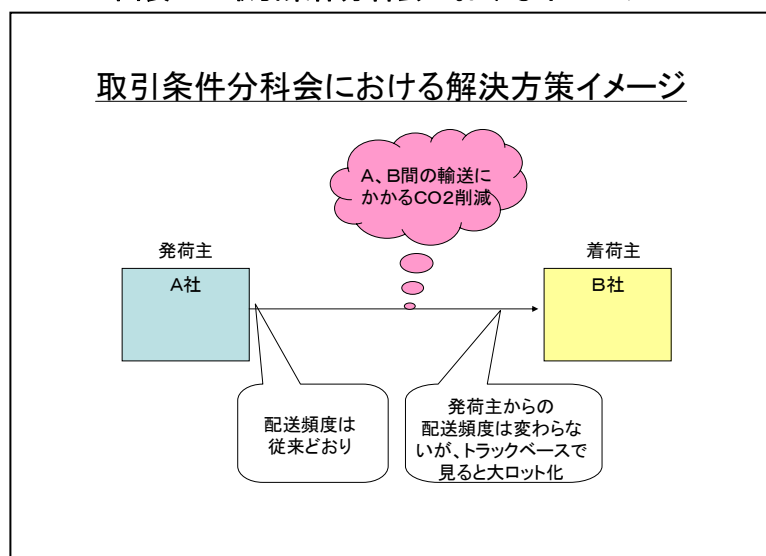 取引条件分科会における解決方策イメージ
A、B間の輸送に
かかるCO2削減
発荷主
着荷主
A社
B社
配送頻度は
従来どおり
発荷主からの
配送頻度は変わらな
いが、トラックベースで
見ると大ロット化